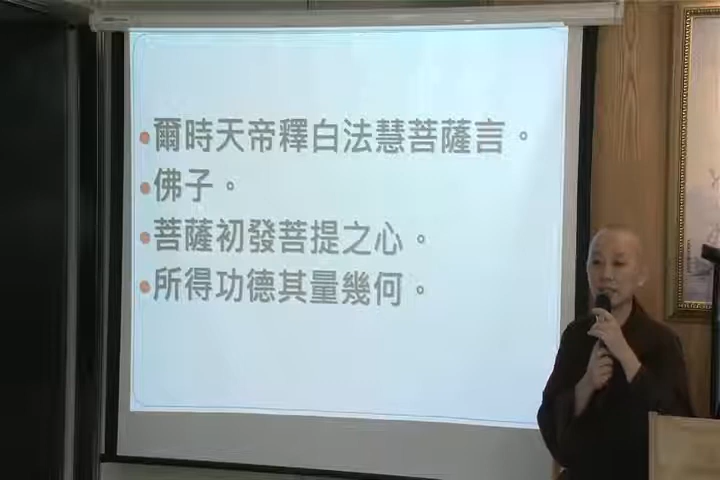 •爾時天帝釋白法慧菩薩言。
•佛子。
•菩薩初發菩提之心。
•所得功德其量幾何。